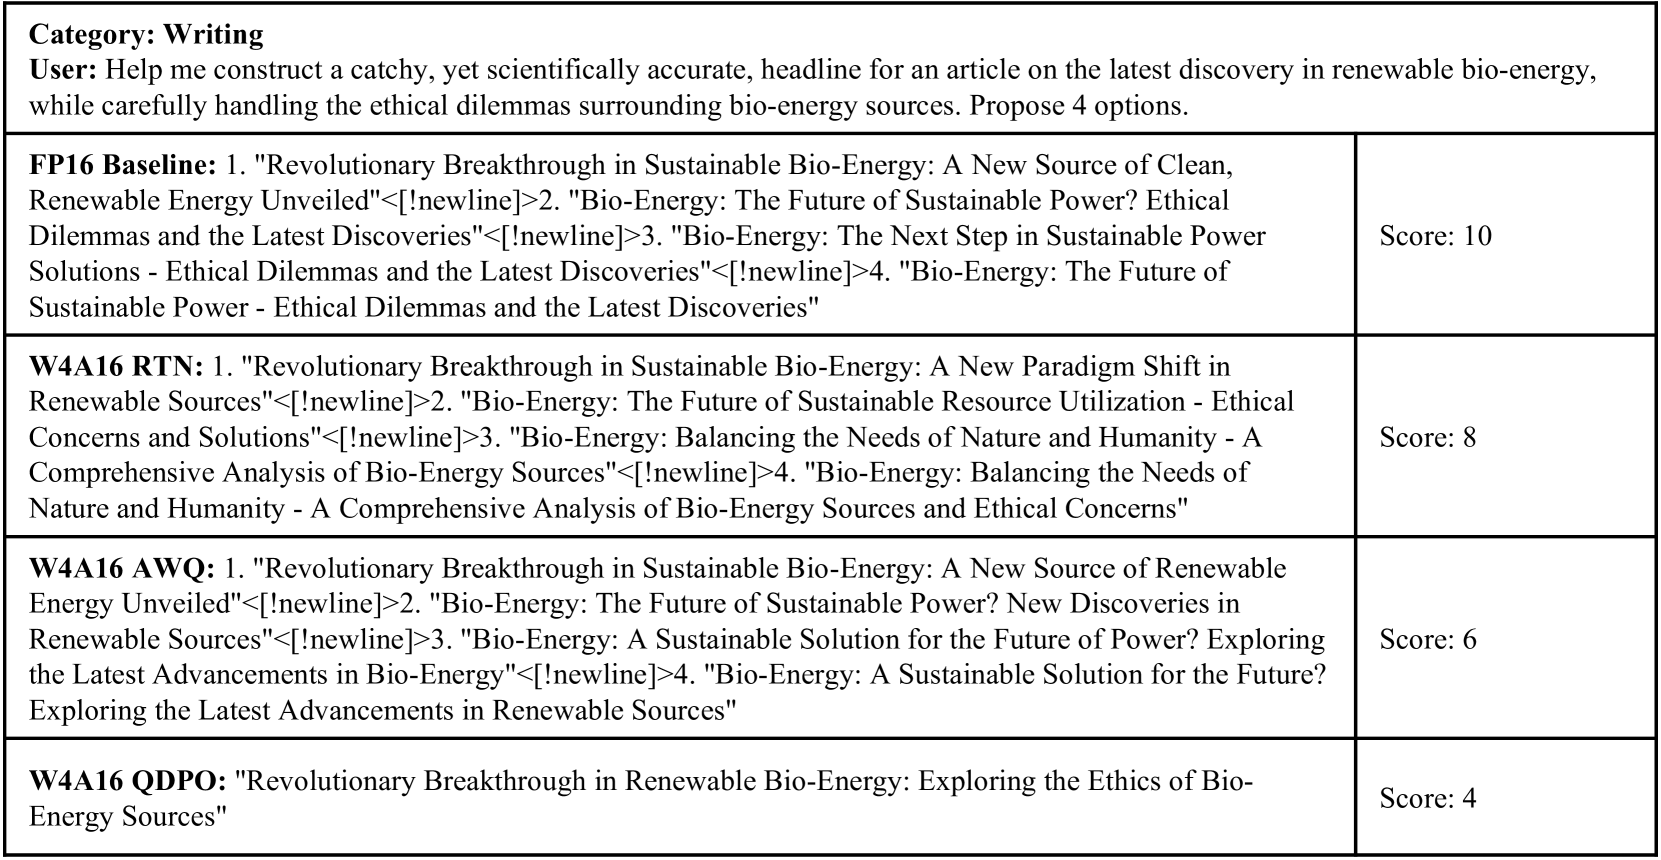 Category: Writing
User: Help me construct a catchy, yet scientifically accurate, headline for an article on the latest discovery in renewable bio-energy,
while carefully handling the ethical dilemmas surrounding bio-energy sources. Propose 4 options.
FP16 Baseline: 1. "Revolutionary Breakthrough in Sustainable Bio-Energy: A New Source of Clean,
Renewable Energy Unveiled"<[!newline]>2. "Bio-Energy: The Future of Sustainable Power? Ethical
Dilemmas and the Latest Discoveries"<[!newline]>3. "Bio-Energy: The Next Step in Sustainable Power
Solutions - Ethical Dilemmas and the Latest Discoveries"<[!newline]>4. "Bio-Energy: The Future of
Sustainable Power - Ethical Dilemmas and the Latest Discoveries"
Score: 10
W4A16 RTN: 1. "Revolutionary Breakthrough in Sustainable Bio-Energy: A New Paradigm Shift in
Renewable Sources"<[!newline]>2. "Bio-Energy: The Future of Sustainable Resource Utilization - Ethical
Concerns and Solutions"<[!newline]>3. "Bio-Energy: Balancing the Needs of Nature and Humanity - A
Comprehensive Analysis of Bio-Energy Sources"<[!newline]>4. "Bio-Energy: Balancing the Needs of
Nature and Humanity - A Comprehensive Analysis of Bio-Energy Sources and Ethical Concerns"
Score: 8
W4A16 AWQ: 1. "Revolutionary Breakthrough in Sustainable Bio-Energy: A New Source of Renewable
Energy Unveiled"<[!newline]>2. "Bio-Energy: The Future of Sustainable Power? New Discoveries in
Renewable Sources"<[!newline]>3. "Bio-Energy: A Sustainable Solution for the Future of Power? Exploring
the Latest Advancements in Bio-Energy"<[!newline]>4. "Bio-Energy: A Sustainable Solution for the Future?
Exploring the Latest Advancements in Renewable Sources"
Score: 6
W4A16 QDPO: "Revolutionary Breakthrough in Renewable Bio-Energy: Exploring the Ethics of Bio-
Energy Sources"
Score: 4